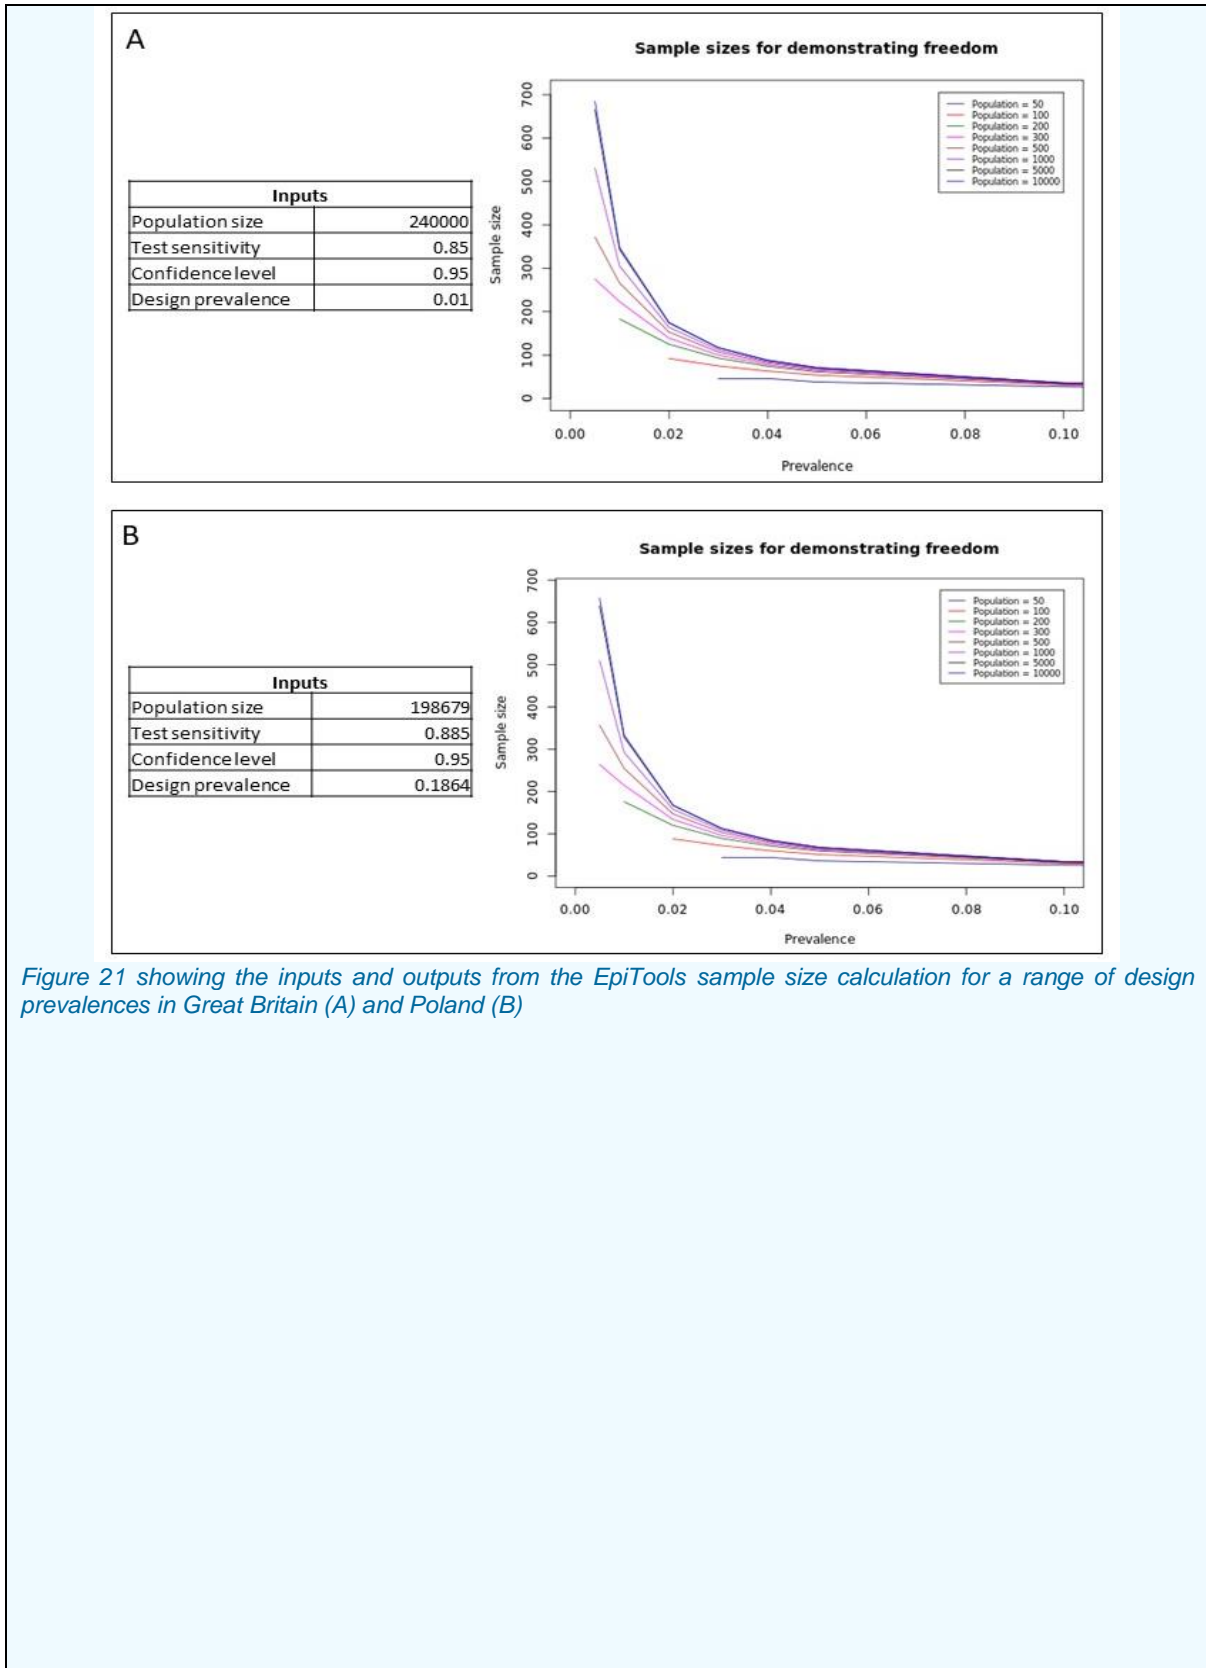 A
Sample sizes for demonstrating freedom
Inputs
Population size 240000
Test sensitivity 0.85
Confidence level 0.95
Design prevalence 0.01
Sample size
700
600
500
400
300
200
100
0
Population = 50
Population = 100
Population = 200
Population = 300
Population = 500
Population = 1000
Population = 5000
Population = 10000
0.00 0.02 0.04 0.06 0.08 0.10
Prevalence
B
Sample sizes for demonstrating freedom
Inputs
Population size 198679
Test sensitivity 0.885
Confidence level 0.95
Design prevalence 0.1864
Sample size
700
600
500
400
300
200
100
0
Population = 50
Population = 100
Population = 200
Population = 300
Population = 500
Population = 1000
Population = 5000
Population = 10000
0.00 0.02 0.04 0.06 0.08 0.10
Prevalence
Figure 21 showing the inputs and outputs from the EpiTools sample size calculation for a range of design
prevalences in Great Britain (A) and Poland (B)